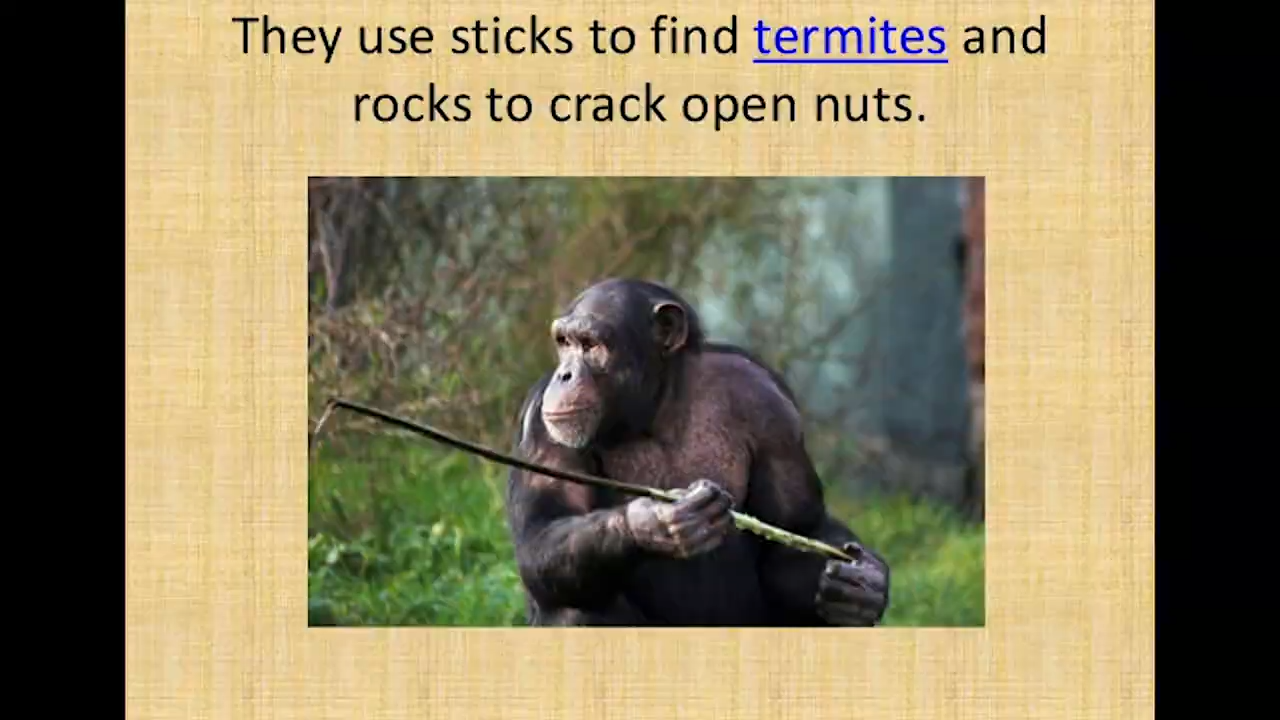 They use sticks to find termites and
rocks to crack open nuts.